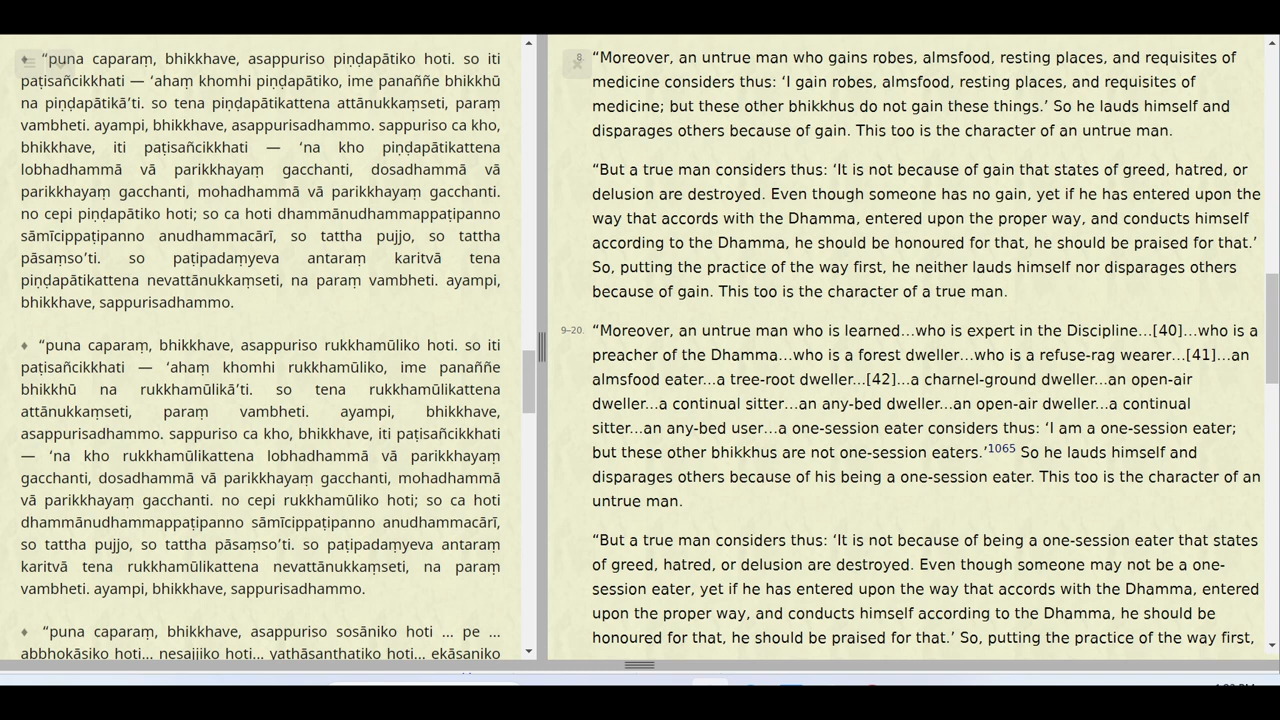 ♦ “puna caparaṃ, bhikkhave, asappuriso piṇḍapātiko hoti. so iti
paṭisañcikkhati — ‘ahaṃ khomhi piṇḍapātiko, ime panaññe bhikkhū
na piṇḍapātikā’ti. so tena piṇḍapātikattena attānukkaṃseti, paraṃ
vambheti. ayampi, bhikkhave, asappurisadhammo. sappuriso ca kho,
bhikkhave, iti paṭisañcikkhati — ‘na kho piṇḍapātikattena
lobhadhammā vā parikkhayaṃ gacchanti, dosadhammā vā
parikkhayaṃ gacchanti, mohadhammā vā parikkhayaṃ gacchanti.
no cepi piṇḍapātiko hoti; so ca hoti dhammānudhammappaṭipanno
sāmīcippaṭipanno anudhammacārī, so tattha pujjo, so tattha
pāsaṃso’ti. so paṭipadaṃyeva antaraṃ karitvā tena
piṇḍapātikattena nevattānukkaṃseti, na paraṃ vambheti. ayampi,
bhikkhave, sappurisadhammo.
♦ “puna caparaṃ, bhikkhave, asappuriso rukkhamūliko hoti. so iti
paṭisañcikkhati — ‘ahaṃ khomhi rukkhamūliko, ime panaññe
bhikkhū na rukkhamūlikā’ti. so tena rukkhamūlikattena
attānukkaṃseti, paraṃ vambheti. ayampi, bhikkhave,
asappurisadhammo. sappuriso ca kho, bhikkhave, iti paṭisañcikkhati
— ‘na kho rukkhamūlikattena lobhadhammā vā parikkhayaṃ
gacchanti, dosadhammā vā parikkhayaṃ gacchanti, mohadhammā
vā parikkhayaṃ gacchanti. no cepi rukkhamūliko hoti; so ca hoti
dhammānudhammappaṭipanno sāmīcippaṭipanno anudhammacārī,
so tattha pujjo, so tattha pāsaṃso’ti. so paṭipadaṃyeva antaraṃ
karitvā tena rukkhamūlikattena nevattānukkaṃseti, na paraṃ
vambheti. ayampi, bhikkhave, sappurisadhammo.
♦ “puna caparaṃ, bhikkhave, asappuriso sosāniko hoti ... pe ...
abbhokāsiko hoti... nesajjiko hoti... yathāsanthatiko hoti... ekāsaniko
8. “Moreover, an untrue man who gains robes, almsfood, resting places, and requisites of
medicine considers thus: ‘I gain robes, almsfood, resting places, and requisites of
medicine; but these other bhikkhus do not gain these things.’ So he lauds himself and
disparages others because of gain. This too is the character of an untrue man.
“But a true man considers thus: ‘It is not because of gain that states of greed, hatred, or
delusion are destroyed. Even though someone has no gain, yet if he has entered upon the
way that accords with the Dhamma, entered upon the proper way, and conducts himself
according to the Dhamma, he should be honoured for that, he should be praised for that.’
So, putting the practice of the way first, he neither lauds himself nor disparages others
because of gain. This too is the character of a true man.
9–20. “Moreover, an untrue man who is learned…who is expert in the Discipline…[40]…who is a
preacher of the Dhamma…who is a forest dweller…who is a refuse-rag wearer…[41]…an
almsfood eater…a tree-root dweller…[42]…a charnel-ground dweller…an open-air
dweller…a continual sitter…an any-bed dweller…an open-air dweller…a continual
sitter…an any-bed user…a one-session eater considers thus: ‘I am a one-session eater;
but these other bhikkhus are not one-session eaters.’1065 So he lauds himself and
disparages others because of his being a one-session eater. This too is the character of an
untrue man.
“But a true man considers thus: ‘It is not because of being a one-session eater that states
of greed, hatred, or delusion are destroyed. Even though someone may not be a one-
session eater, yet if he has entered upon the way that accords with the Dhamma, entered
upon the proper way, and conducts himself according to the Dhamma, he should be
honoured for that, he should be praised for that.’ So, putting the practice of the way first,